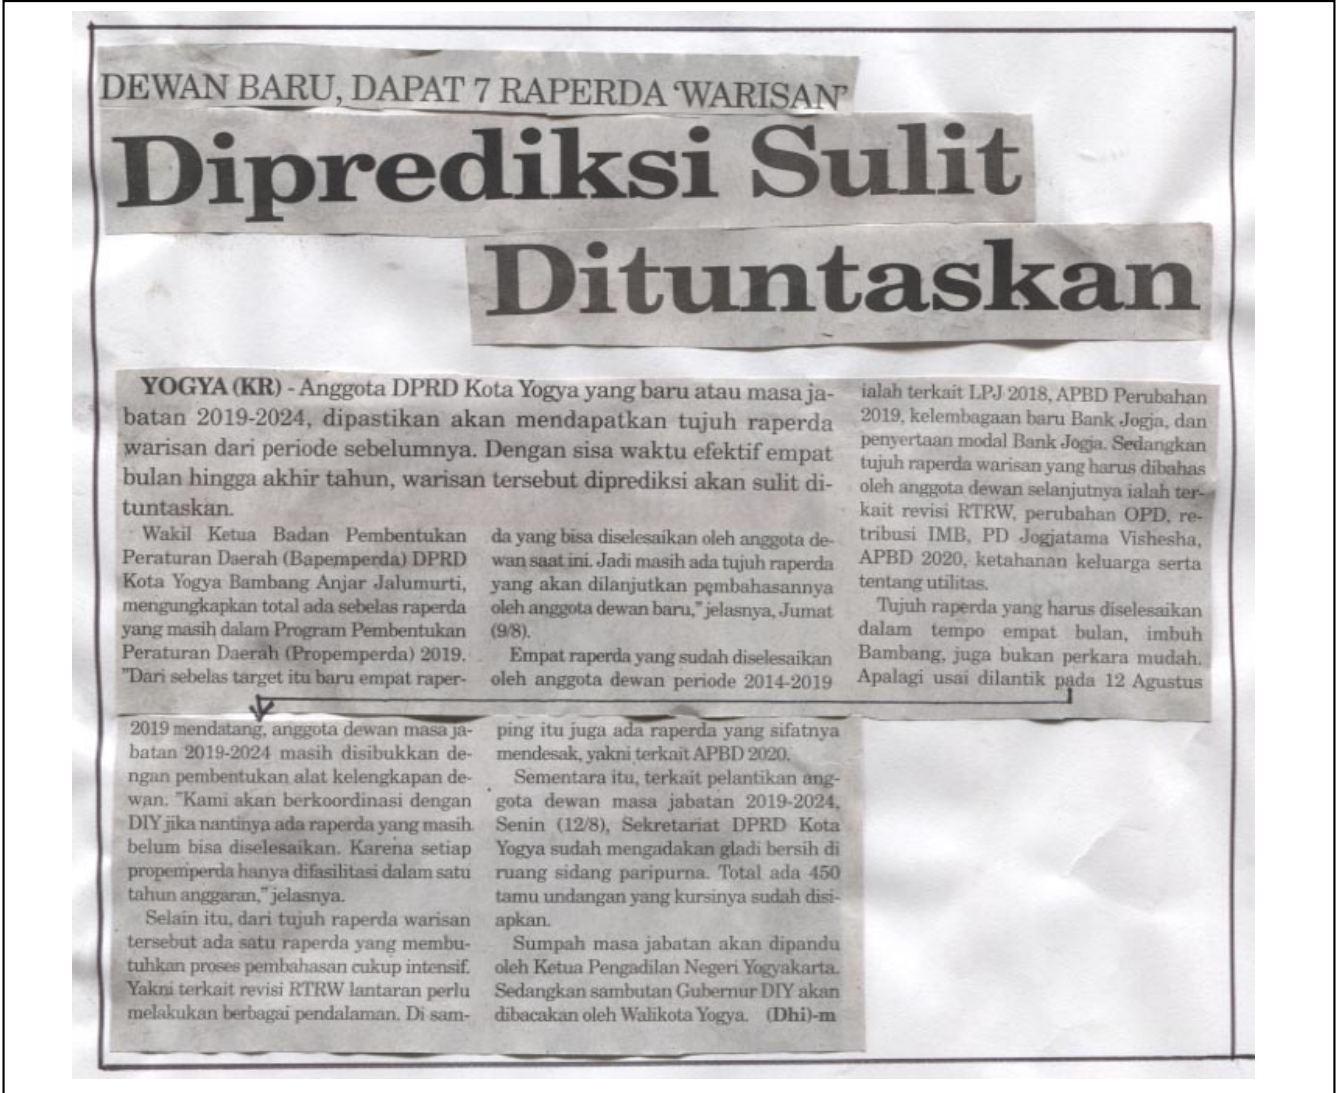 DEWAN BARU, DAPAT 7 RAPERDA ‘WARISAN’
Diprediksi Sulit
Dituntaskan
YOGYA (KR) - Anggota DPRD Kota Yogya yang baru atau masa ja-
batan 2019-2024, dipastikan akan mendapatkan tujuh raperda
warisan dari periode sebelumnya. Dengan sisa waktu efektif empat
bulan hingga akhir tahun, warisan tersebut diprediksi akan sulit di-
tuntaskan.
Wakil Ketua Badan Pembentukan
Peraturan Daerah (Bapemperda) DPRD
Kota Yogya Bambang Anjar Jalumurti,
mengungkapkan total ada sebelas raperda
yang masih dalam Program Pembentukan
Peraturan Daerah (Propemperda) 2019.
"Dari sebelas target itu baru empat raper-
da yang bisa diselesaikan oleh anggota de-
wan saat ini. Jadi masih ada tujuh raperda
yang akan dilanjutkan pembahasannya
oleh anggota dewan baru," jelasnya, Jumat
(9/8).
Empat raperda yang sudah diselesaikan
oleh anggota dewan periode 2014-2019
ialah terkait LPJ 2018, APBD Perubahan
2019, kelembagaan baru Bank Jogja, dan
penyertaan modal Bank Jogja. Sedangkan
tujuh raperda warisan yang harus dibahas
oleh anggota dewan selanjutnya ialah ter-
kait revisi RTRW, perubahan OPD, re-
tribusi IMB, PD Jogjatama Vishesha,
APBD 2020, ketahanan keluarga serta
tentang utilitas.
Tujuh raperda yang harus diselesaikan
dalam tempo empat bulan, imbuh
Bambang, juga bukan perkara mudah.
Apalagi usai dilantik pada 12 Agustus
2019 mendatang, anggota dewan masa ja-
batan 2019-2024 masih disibukkan de-
ngan pembentukan alat kelengkapan de-
wan. "Kami akan berkoordinasi dengan
DIY jika nantinya ada raperda yang masih
belum bisa diselesaikan. Karena setiap
propemperda hanya difasilitasi dalam satu
tahun anggaran," jelasnya.
Selain itu, dari tujuh raperda warisan
tersebut ada satu raperda yang membu-
tuhkan proses pembahasan cukup intensif.
Yakni terkait revisi RTRW lantaran perlu
melakukan berbagai pendalaman. Di sam-
ping itu juga ada raperda yang sifatnya
mendesak, yakni terkait APBD 2020.
Sementara itu, terkait pelantikan ang-
gota dewan masa jabatan 2019-2024,
Senin (12/8), Sekretariat DPRD Kota
Yogya sudah mengadakan gladi bersih di
ruang sidang paripurna. Total ada 450
tamu undangan yang kursinya sudah disi-
apkan.
Sumpah masa jabatan akan dipandu
oleh Ketua Pengadilan Negeri Yogyakarta.
Sedangkan sambutan Gubernur DIY akan
dibacakan oleh Walikota Yogya. (Dhi)-m